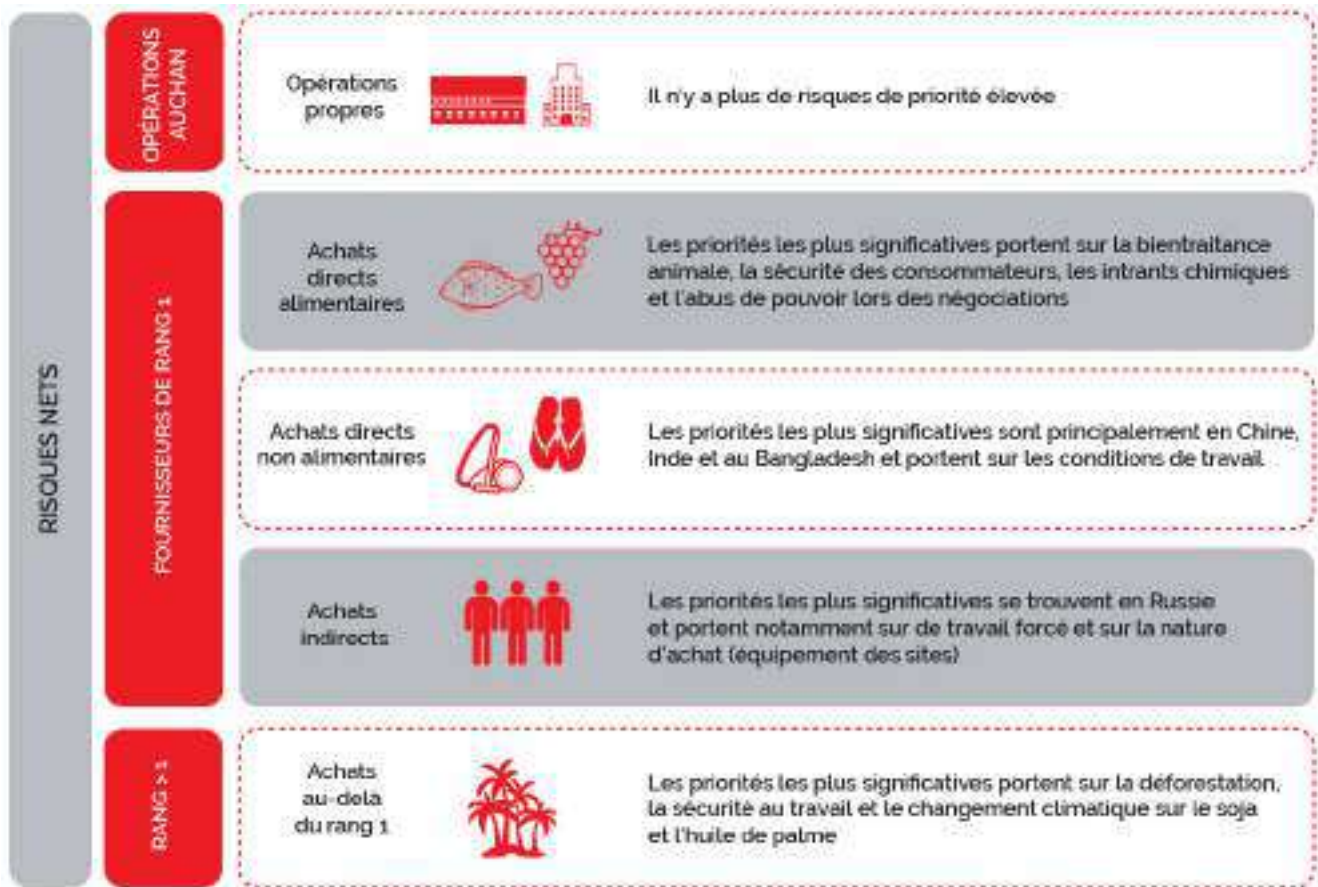 RISQUES NETS
OPÉRATIONS
AUCHAN
Opérations
propres
Il n'y a plus de risques de priorité élevée
FOURNISSEURS DE RANG 1
Achats
directs
alimentaires
Les priorités les plus significatives portent sur la bientraitance
animale, la sécurité des consommateurs, les intrants chimiques
et l'abus de pouvoir lors des négociations
Achats directs
non alimentaires
Les priorités les plus significatives sont principalement en Chine,
Inde et au Bangladesh et portent sur les conditions de travail
Achats
indirects
Les priorités les plus significatives se trouvent en Russie
et portent notamment sur de travail forcé et sur la nature
d'achat (équipement des sites)
RANG > 1
Achats
au-delà
du rang 1
Les priorités les plus significatives portent sur la déforestation,
la sécurité au travail et le changement climatique sur le soja
et l'huile de palme